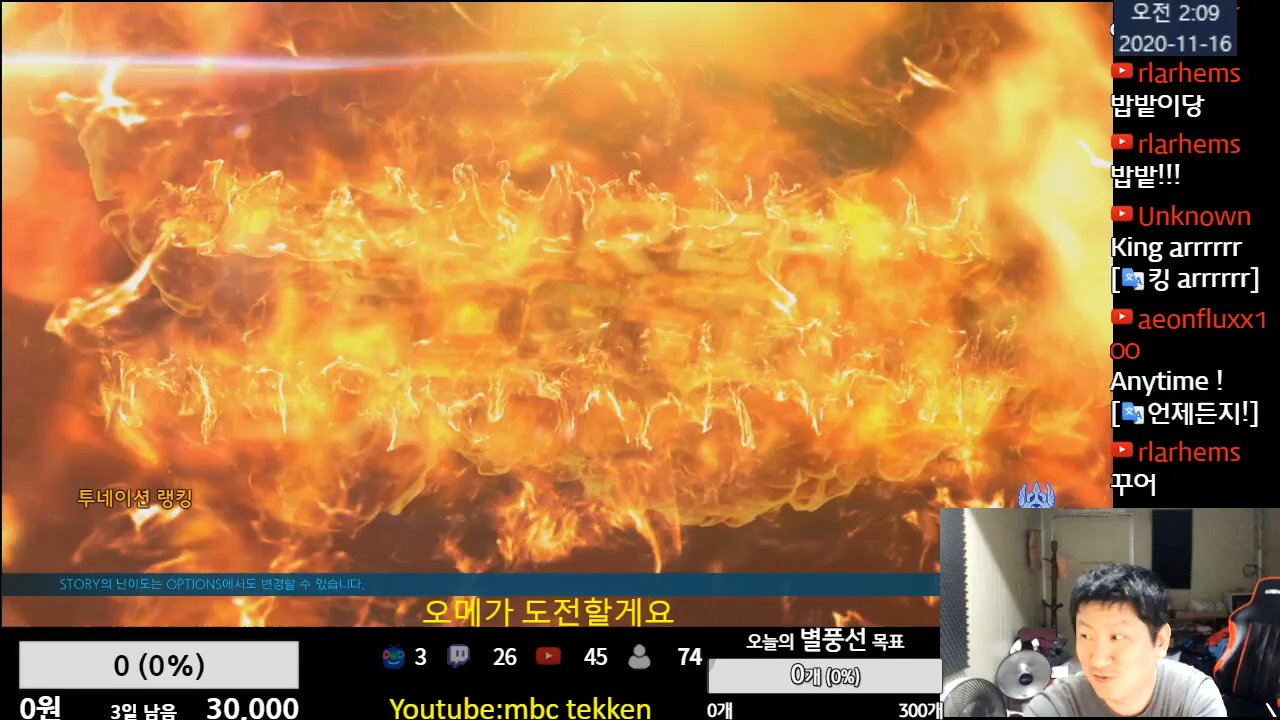 오전 2:09
2020-11-16
rlarhems
밥밭이당
rlarhems
밥밭!!!
Unknown
King arrrrrr
[킹 arrrrrr]
aeonfluxx1
00
Anytime !
[언제든지!]
rlarhems
꾸어
투네이션 랭킹
STORY의 난이도는 OPTIONS에서도 변경할 수 있습니다.
오메가 도전할게요
0 (0%)
3
26
45
74
오늘의 별풍선 목표
0개 (0%)
0원
3일 남음
30,000
Youtube:mbc tekken
0개
300개